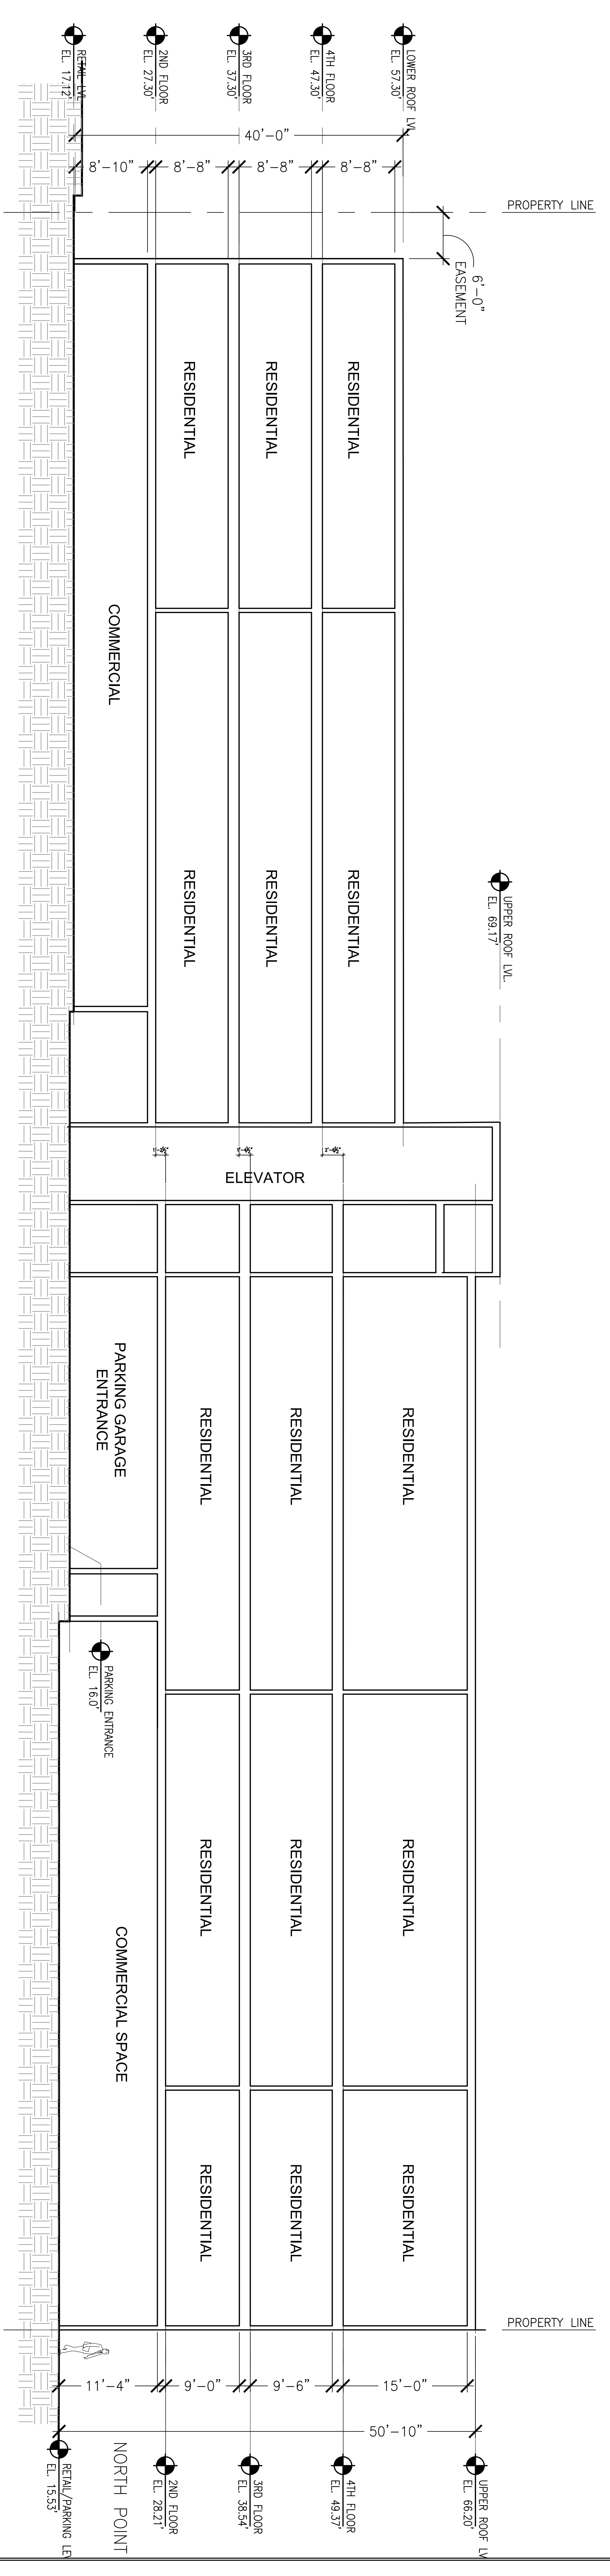 PROPERTY LINE
LOWER ROOF LVL.
EL. 57.30'
4TH FLOOR
EL. 47.30'
3RD FLOOR
EL. 37.30'
2ND FLOOR
EL. 27.30'
RETAIL LVL
EL. 17.12'
40'-0"
8'-8"
8'-8"
8'-8"
8'-10"
6'-0"
EASEMENT
RESIDENTIAL
RESIDENTIAL
RESIDENTIAL
COMMERCIAL
RESIDENTIAL
RESIDENTIAL
RESIDENTIAL
UPPER ROOF LVL.
EL. 69.17'
ELEVATOR
PARKING GARAGE
ENTRANCE
RESIDENTIAL
RESIDENTIAL
RESIDENTIAL
PARKING ENTRANCE
EL. 16.0'
RESIDENTIAL
RESIDENTIAL
RESIDENTIAL
COMMERCIAL SPACE
RESIDENTIAL
RESIDENTIAL
RESIDENTIAL
PROPERTY LINE
15'-0"
9'-6"
9'-0"
11'-4"
50'-10"
UPPER ROOF LV
EL. 66.20'
4TH FLOOR
EL. 49.37'
3RD FLOOR
EL. 38.54'
2ND FLOOR
EL. 28.21'
RETAIL/PARKING LEV
EL. 15.53'
NORTH POINT